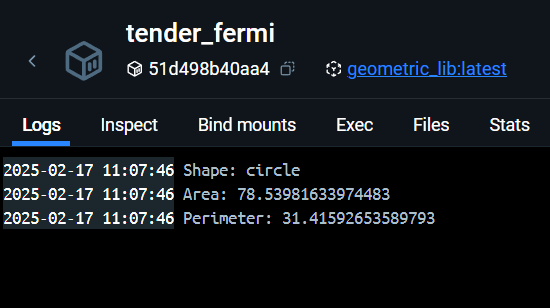 tender_fermi
51d498b40aa4 geometric_lib:latest
Logs Inspect Bind mounts Exec Files Stats
2025-02-17 11:07:46 Shape: circle
2025-02-17 11:07:46 Area: 78.53981633974483
2025-02-17 11:07:46 Perimeter: 31.41592653589793